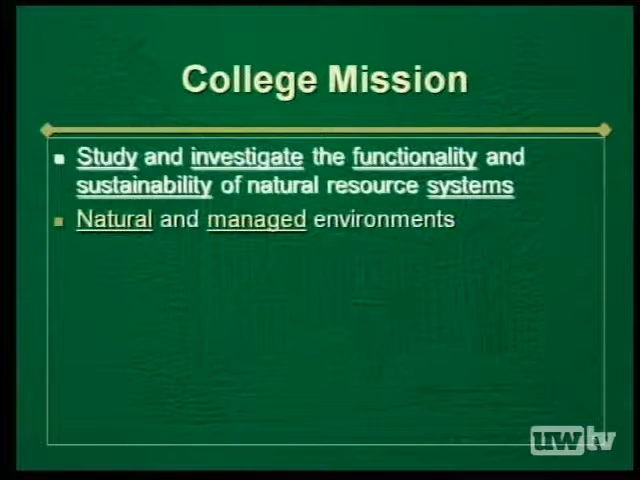 College Mission
Study and investigate the functionality and
sustainability of natural resource systems
Natural and managed environments
uwtv